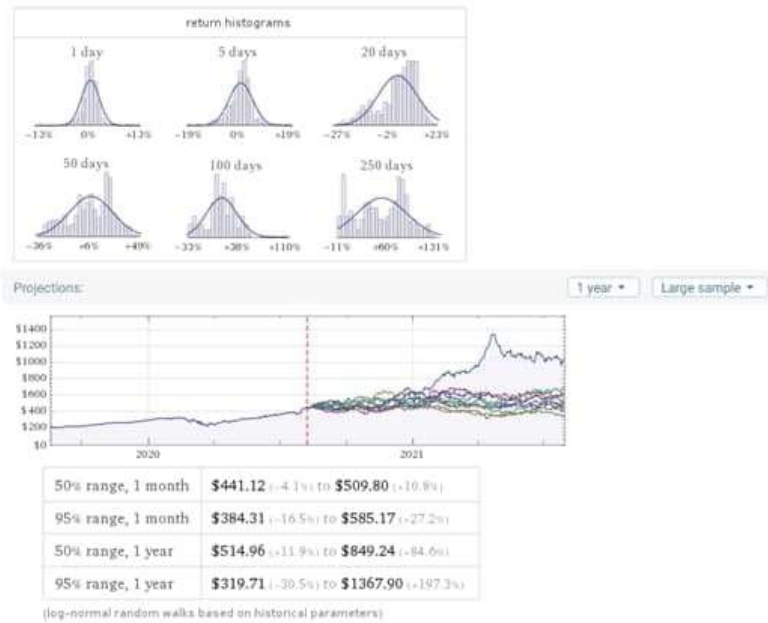 return histograms
1 day 5 days 20 days
-13% 0% +13% -19% 0% +19% -27% -2% +23%
50 days 100 days 250 days
-36% +6% +49% -33% +38% +110% -11% +60% +131%
Projections: 1 year Large sample
$1400
$1200
$1000
$800
$600
$400
$200
$0
2020 2021
50% range, 1 month $441.12 (-4.1%) to $509.80 (+10.8%)
95% range, 1 month $384.31 (-16.5%) to $585.17 (+27.2%)
50% range, 1 year $514.96 (+11.9%) to $849.24 (+84.6%)
95% range, 1 year $319.71 (-30.5%) to $1367.90 (+197.3%)
(log-normal random walks based on historical parameters)